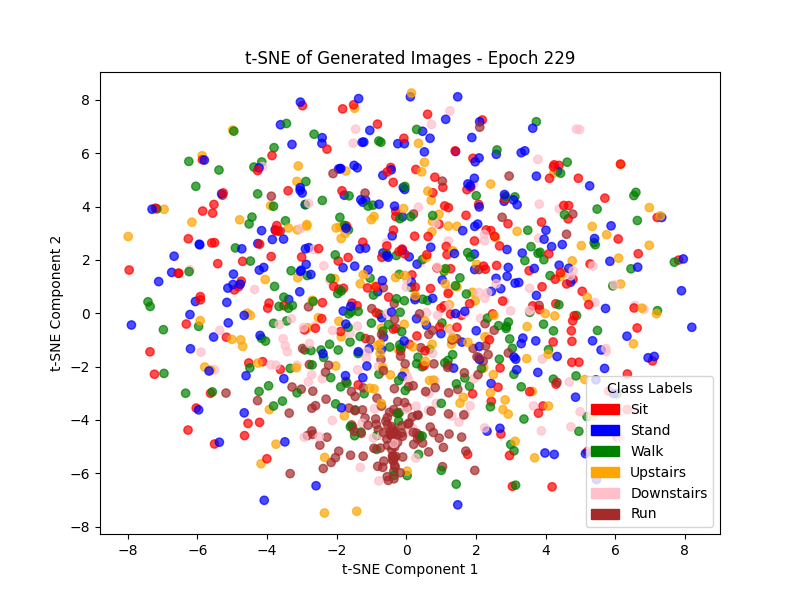 t-SNE of Generated Images - Epoch 229
t-SNE Component 2
8
6
4
2
0
−2
−4
−6
−8
−8
−6
−4
−2
0
2
4
6
8
t-SNE Component 1
Class Labels
Sit
Stand
Walk
Upstairs
Downstairs
Run